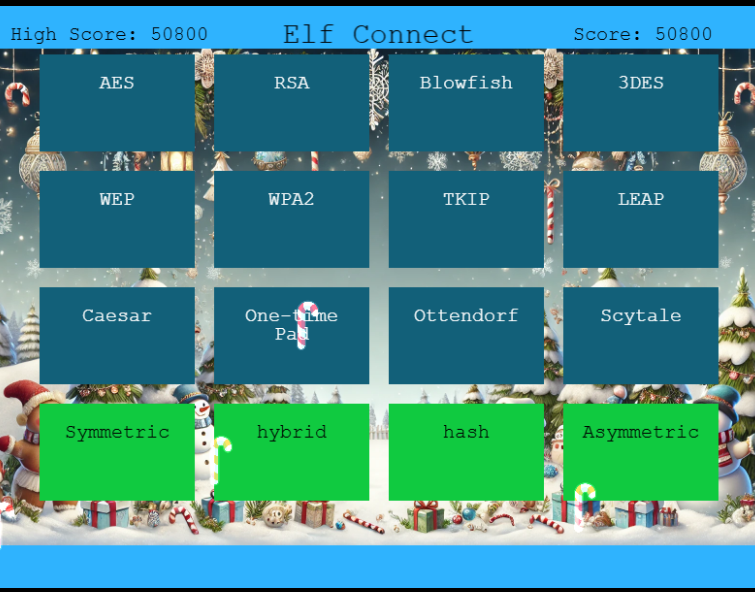 High Score: 50800
Elf Connect
Score: 50800
AES
RSA
Blowfish
3DES
WEP
WPA2
TKIP
LEAP
Caesar
One-time
Pad
Ottendorf
Scytale
Symmetric
hybrid
hash
Asymmetric